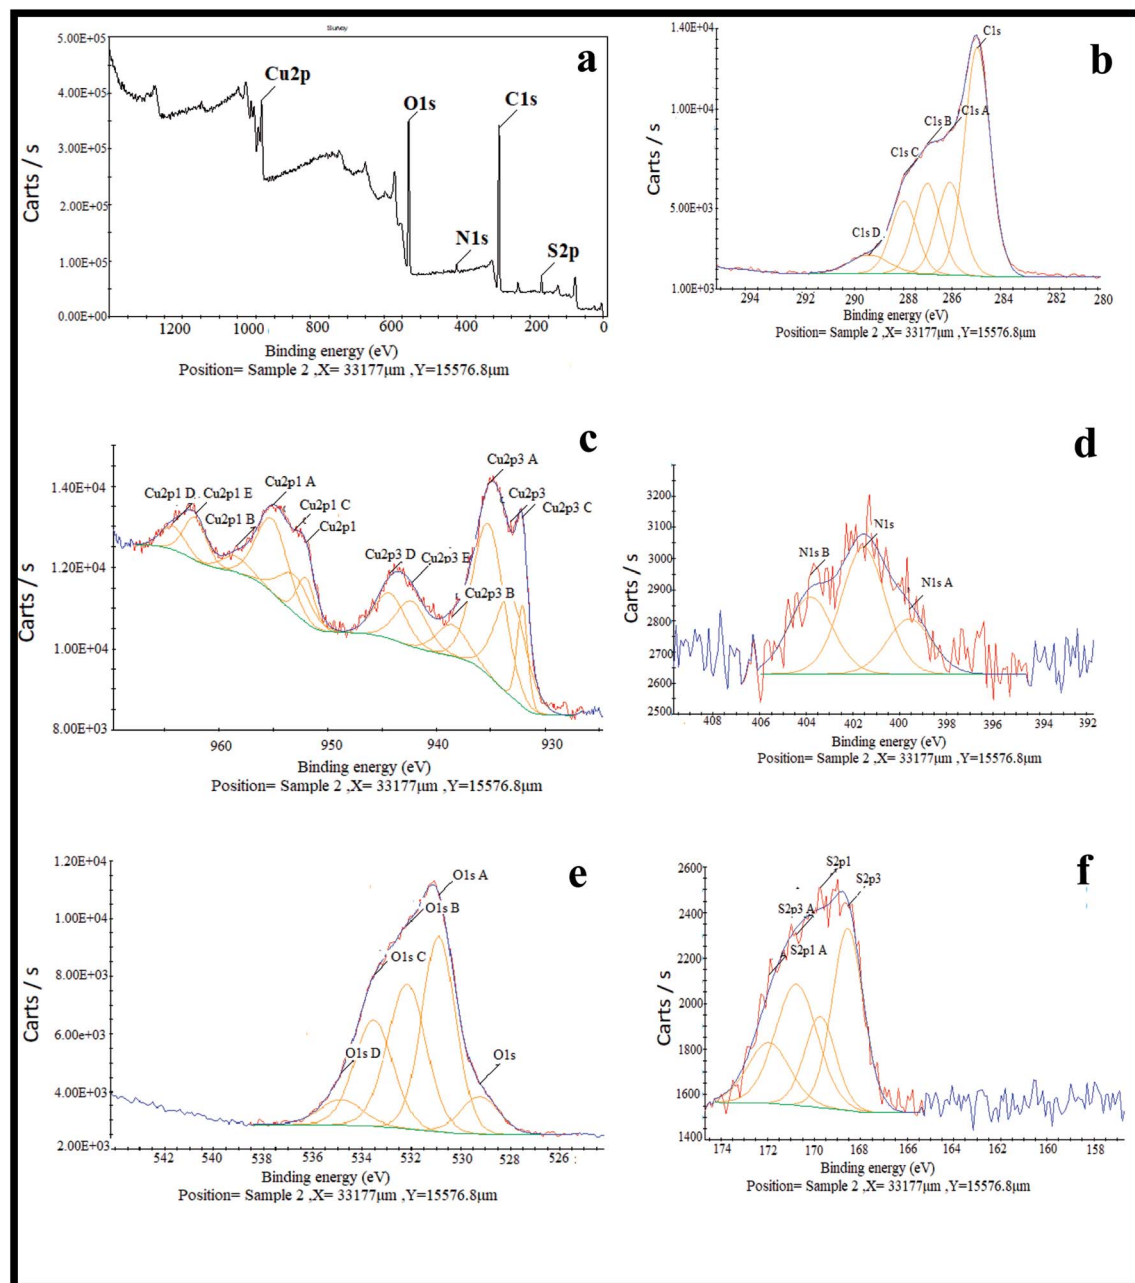 Survey
a
5.00E+05
4.00E+05
3.00E+05
2.00E+05
1.00E+05
0.00E+00
Carts / s
Cu2p
O1s
C1s
N1s
S2p
1200 1000 800 600 400 200 0
Binding energy (eV)
Position= Sample 2 ,X= 33177μm ,Y=15576.8μm
b
1.40E+04
1.00E+04
5.00E+03
1.00E+03
Carts / s
C1s
C1s A
C1s B
C1s C
C1s D
294 292 290 288 286 284 282 280
Binding energy (eV)
Position= Sample 2 ,X= 33177μm ,Y=15576.8μm
c
1.40E+04
1.20E+04
1.00E+04
8.00E+03
Carts / s
Cu2p1 D
Cu2p1 E
Cu2p1 B
Cu2p1 A
Cu2p1 C
Cu2p1
Cu2p3 D
Cu2p3 E
Cu2p3 B
Cu2p3 A
Cu2p3
Cu2p3 C
960 950 940 930
Binding energy (eV)
Position= Sample 2 ,X= 33177μm ,Y=15576.8μm
d
3200
3100
3000
2900
2800
2700
2600
2500
Carts / s
N1s B
N1s
N1s A
408 406 404 402 400 398 396 394 392
Binding energy (eV)
Position= Sample 2 ,X= 33177μm ,Y=15576.8μm
e
1.20E+04
1.00E+04
8.00E+03
6.00E+03
4.00E+03
2.00E+03
Carts / s
O1s A
O1s B
O1s C
O1s D
O1s
542 540 538 536 534 532 530 528 526
Binding energy (eV)
Position= Sample 2 ,X= 33177μm ,Y=15576.8μm
f
2600
2400
2200
2000
1800
1600
1400
Carts / s
S2p1
S2p3
S2p3 A
S2p1 A
174 172 170 168 166 164 162 160 158
Binding energy (eV)
Position= Sample 2 ,X= 33177μm ,Y=15576.8μm